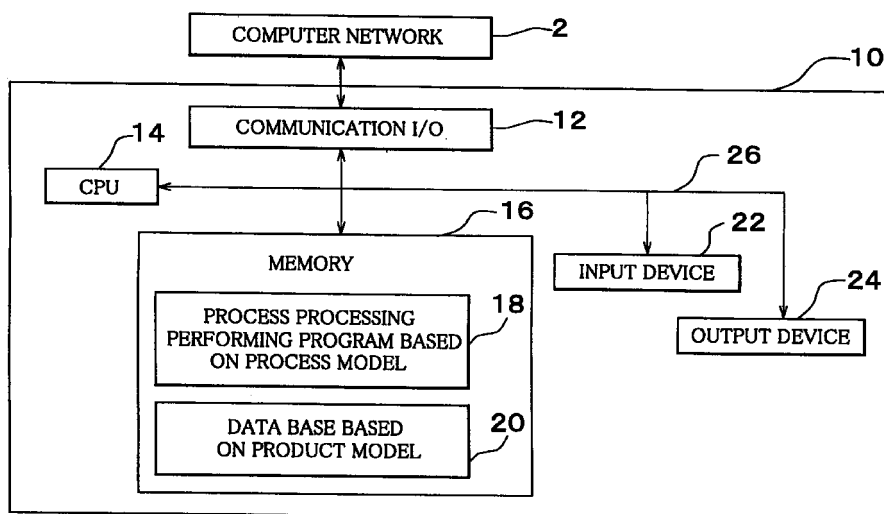 COMPUTER NETWORK
2
10
COMMUNICATION I/O
12
14
CPU
26
16
22
MEMORY
INPUT DEVICE
24
PROCESS PROCESSING
PERFORMING PROGRAM BASED
ON PROCESS MODEL
18
OUTPUT DEVICE
DATA BASE BASED
ON PRODUCT MODEL
20